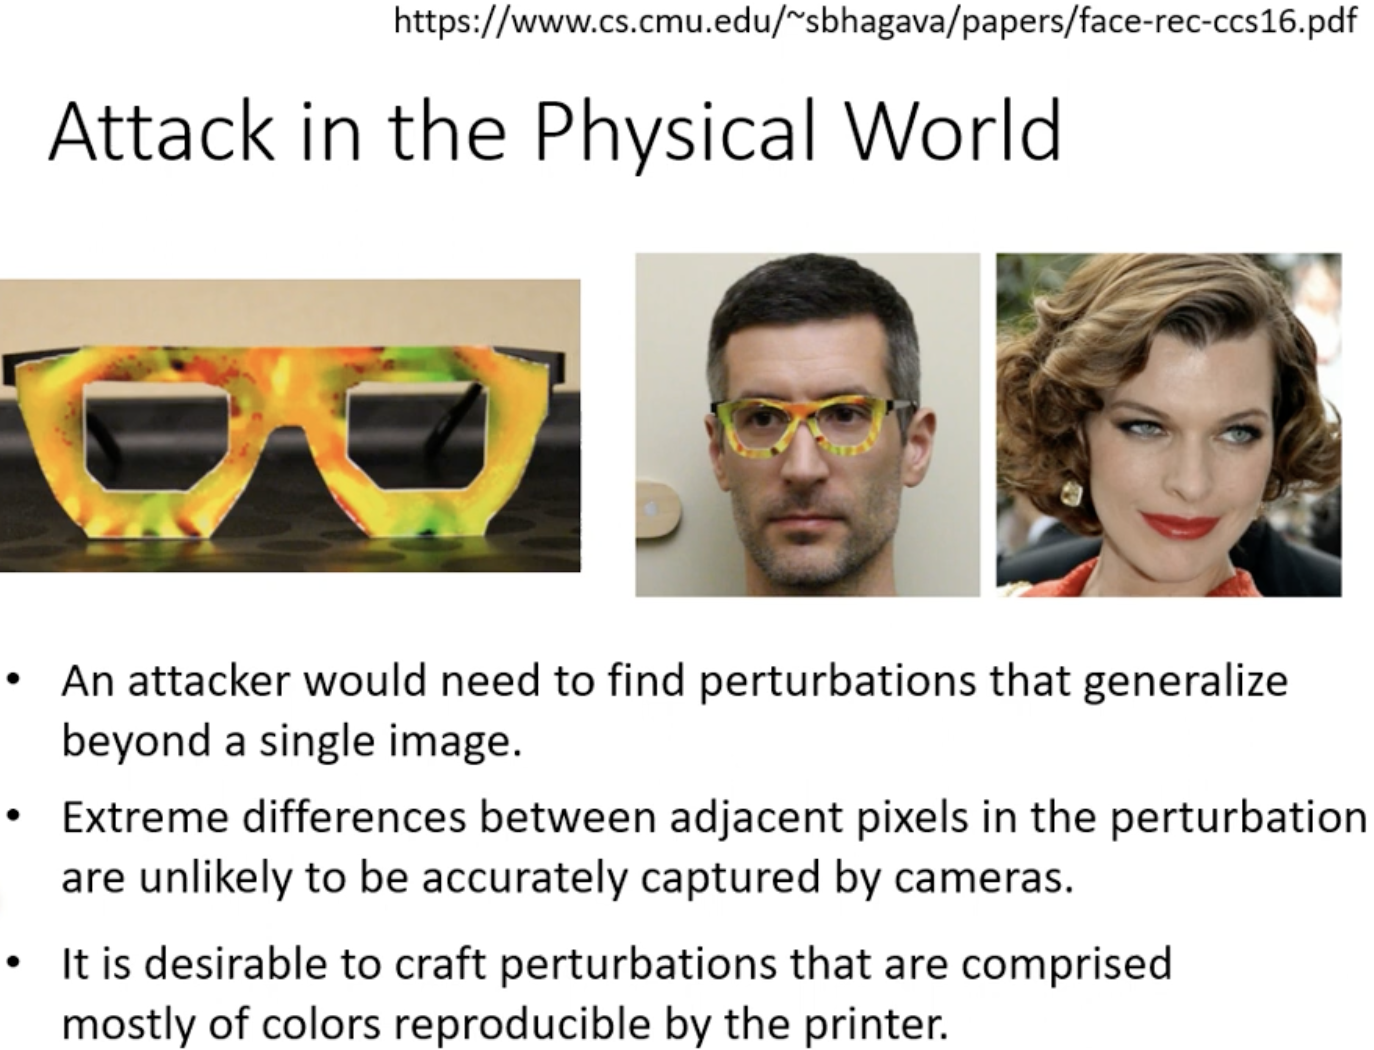 https://www.cs.cmu.edu/~sbhagava/papers/face-rec-ccs16.pdf
Attack in the Physical World
• An attacker would need to find perturbations that generalize
beyond a single image.
• Extreme differences between adjacent pixels in the perturbation
are unlikely to be accurately captured by cameras.
• It is desirable to craft perturbations that are comprised
mostly of colors reproducible by the printer.